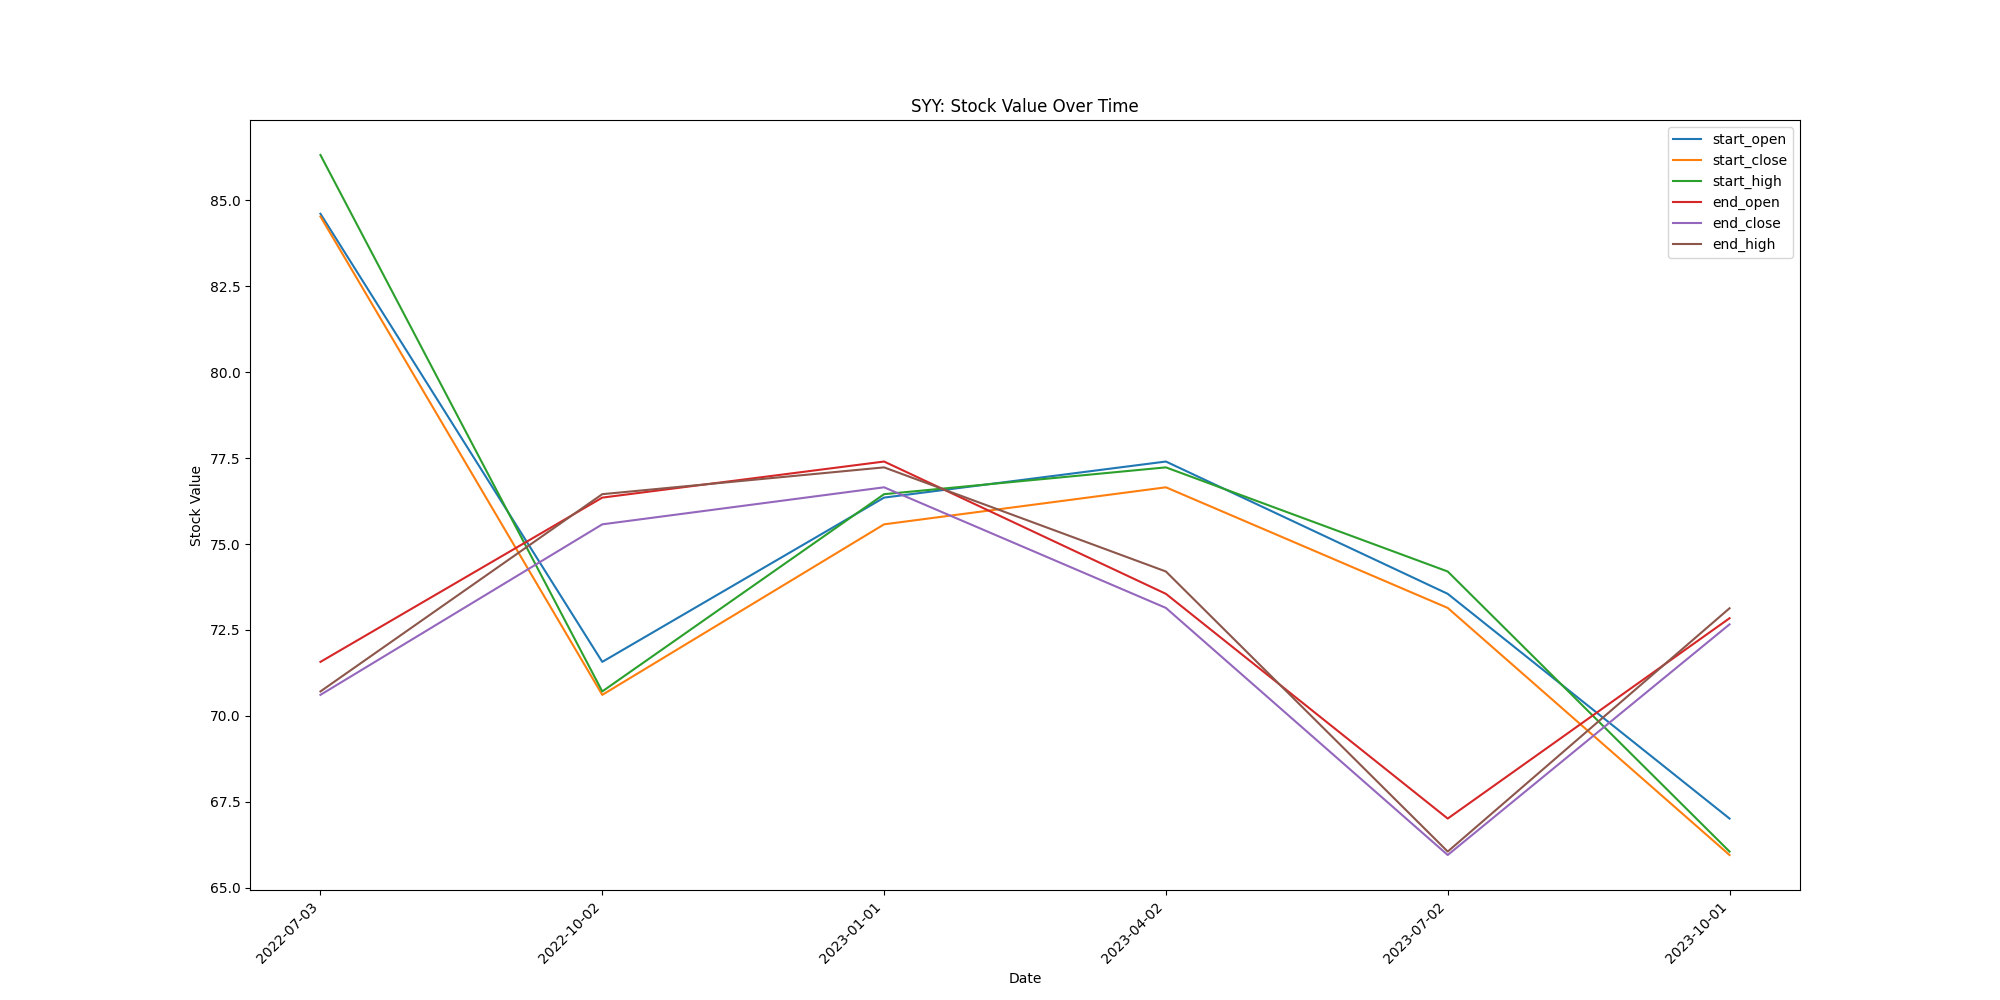 SYY: Stock Value Over Time
start_open
start_close
start_high
end_open
end_close
end_high
Stock Value
85.0
82.5
80.0
77.5
75.0
72.5
70.0
67.5
65.0
2022-07-03
2022-10-02
2023-01-01
2023-04-02
2023-07-02
2023-10-01
Date